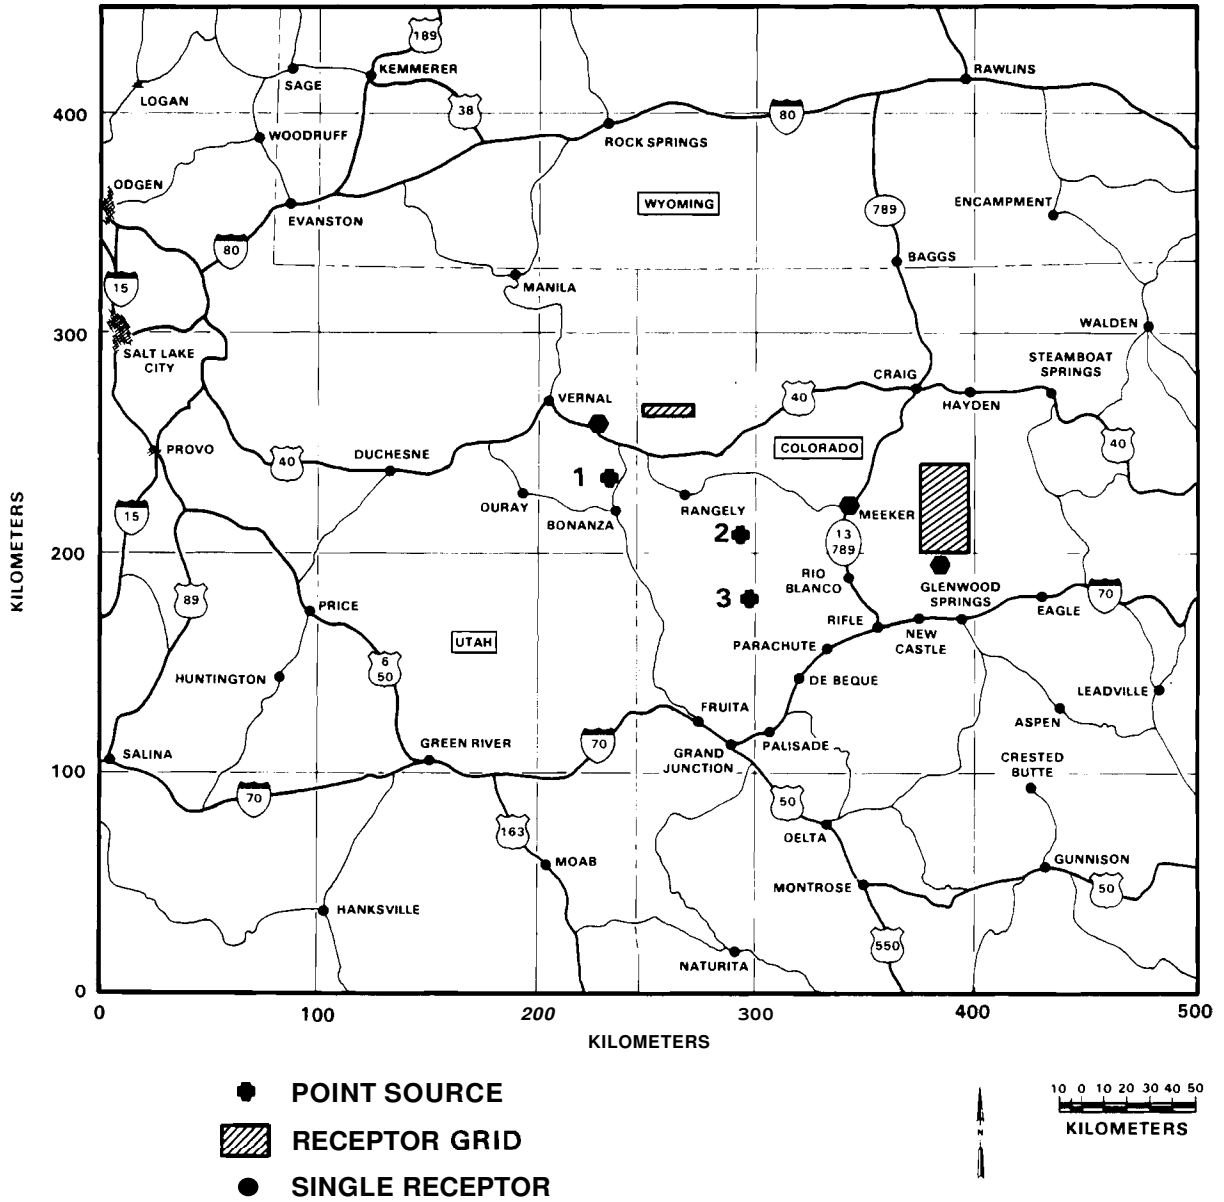 189
KEMMERER
SAGE
LOGAN
38
RAWLINS
400
80
WOODRUFF
ROCK SPRINGS
ODGEN
EVANSTON
WYOMING
789
ENCAMPMENT
80
BAGGS
15
MANILA
300
SALT LAKE
CITY
WALDEN
STEAMBOAT
SPRINGS
CRAIG
VERNAL
40
HAYDEN
PROVO
40
DUCHESNE
COLORADO
40
1
OURAY
BONANZA
RANGELY
MEEKER
15
2
13
789
200
KILOMETERS
RIO
BLANCO
GLENWOOD
SPRINGS
70
EAGLE
89
PRICE
3
RIFLE
NEW
CASTLE
UTAH
PARACHUTE
6
50
HUNTINGTON
DE BEQUE
LEADVILLE
FRUITA
ASPEN
SALINA
GREEN RIVER
70
GRAND
JUNCTION
PALISADE
CRESTED
BUTTE
100
70
50
163
DELTA
MOAB
GUNNISON
MONTROSE
50
HANKSVILLE
550
NATURITA
0
0
100
200
300
400
500
KILOMETERS
POINT SOURCE
RECEPTOR GRID
SINGLE RECEPTOR
N
10 0 10 20 30 40 50
KILOMETERS